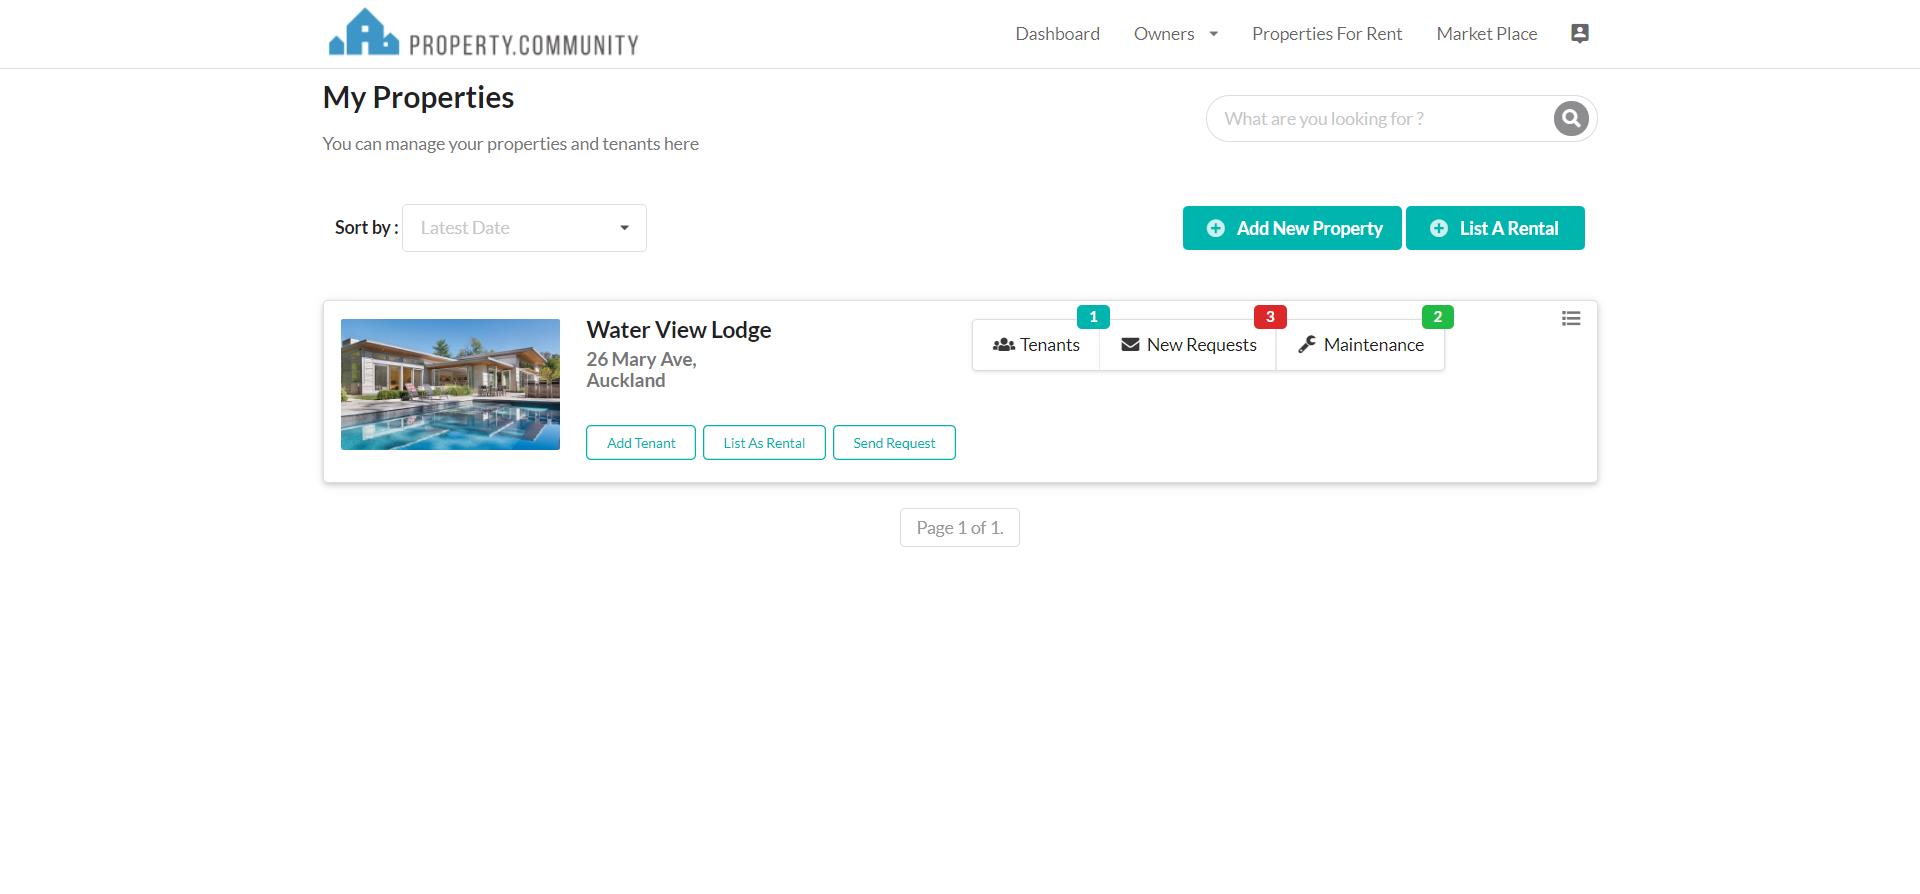 PROPERTY.COMMUNITY
Dashboard
Owners
Properties For Rent
Market Place
My Properties
You can manage your properties and tenants here
What are you looking for ?
Sort by :
Latest Date
Add New Property
List A Rental
Water View Lodge
26 Mary Ave,
Auckland
1
Tenants
3
New Requests
2
Maintenance
Add Tenant
List As Rental
Send Request
Page 1 of 1.